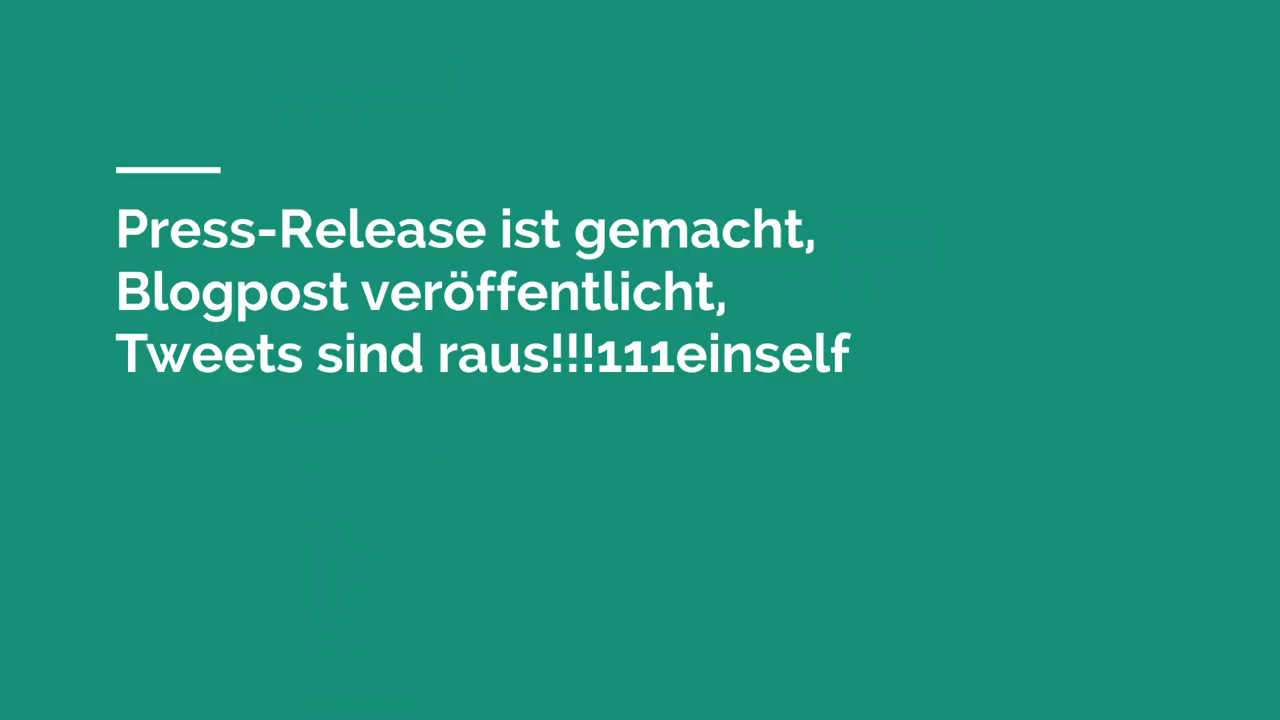 Press-Release ist gemacht,
Blogpost veröffentlicht,
Tweets sind raus!!!111einself